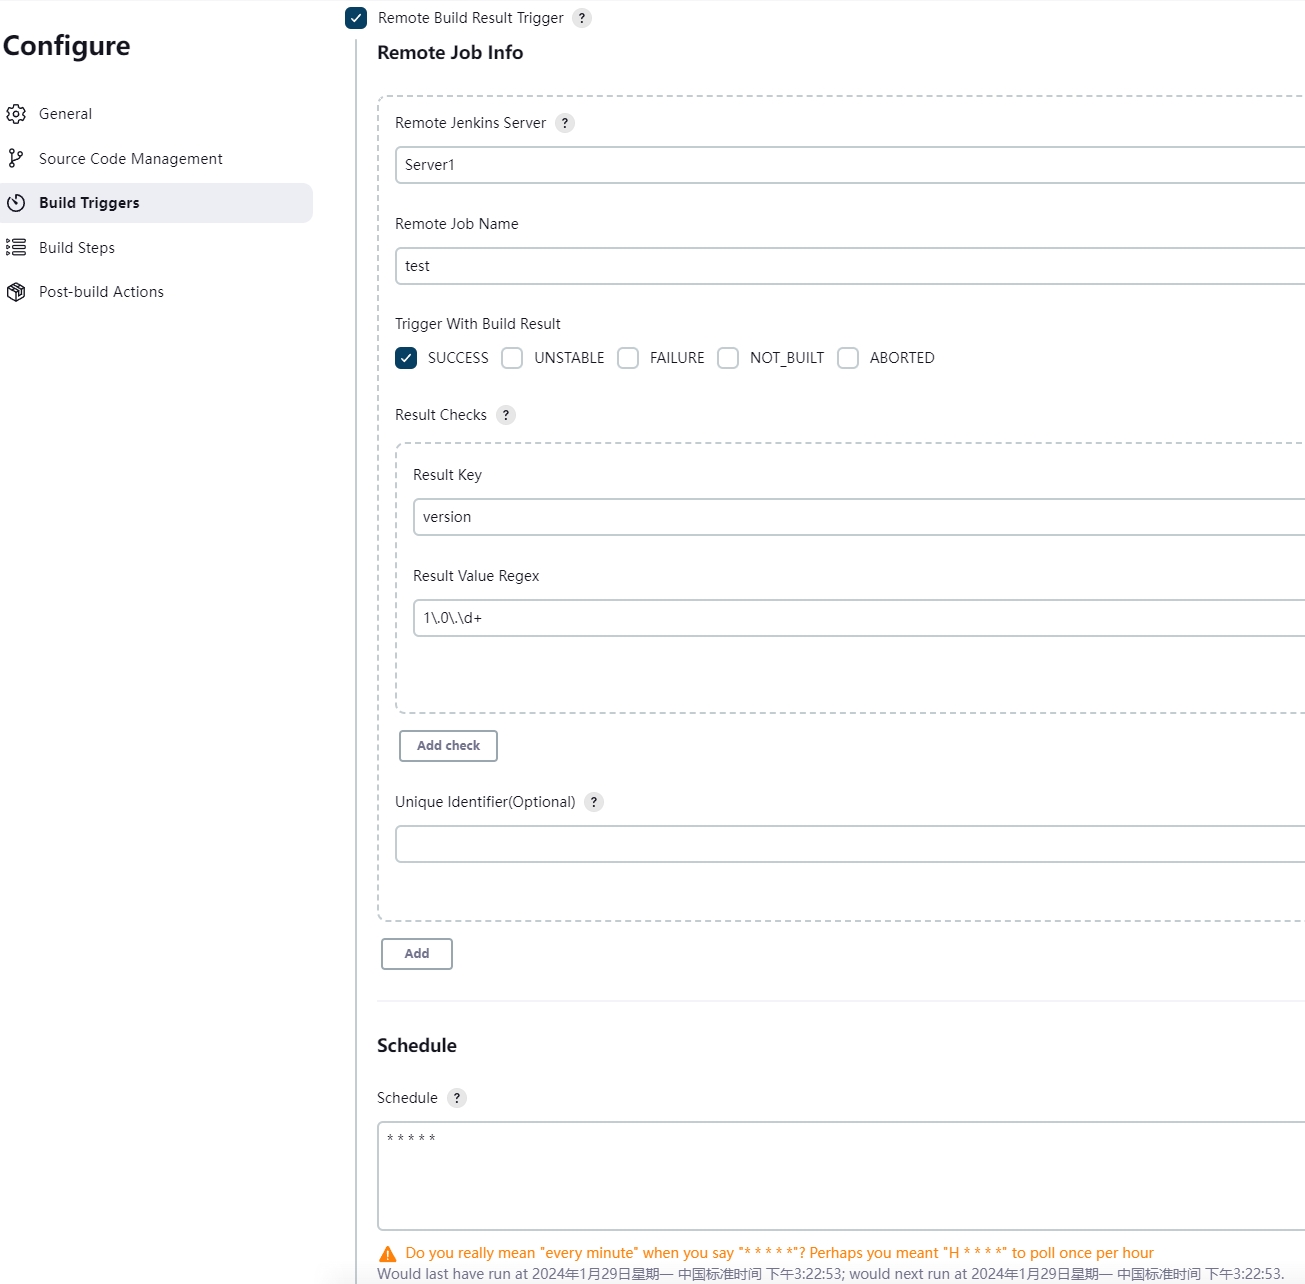 Configure
General
Source Code Management
Build Triggers
Build Steps
Post-build Actions
Remote Build Result Trigger ?
Remote Job Info
Remote Jenkins Server ?
Server1
Remote Job Name
test
Trigger With Build Result
SUCCESS UNSTABLE FAILURE NOT_BUILT ABORTED
Result Checks ?
Result Key
version
Result Value Regex
1\.0\.\d+
Add check
Unique Identifier(Optional) ?
Add
Schedule
Schedule ?
* * * * *
Do you really mean "every minute" when you say "* * * * *"? Perhaps you meant "H * * * *" to poll once per hour
Would last have run at 2024年1月29日星期一 中国标准时间 下午3:22:53; would next run at 2024年1月29日星期一 中国标准时间 下午3:22:53.